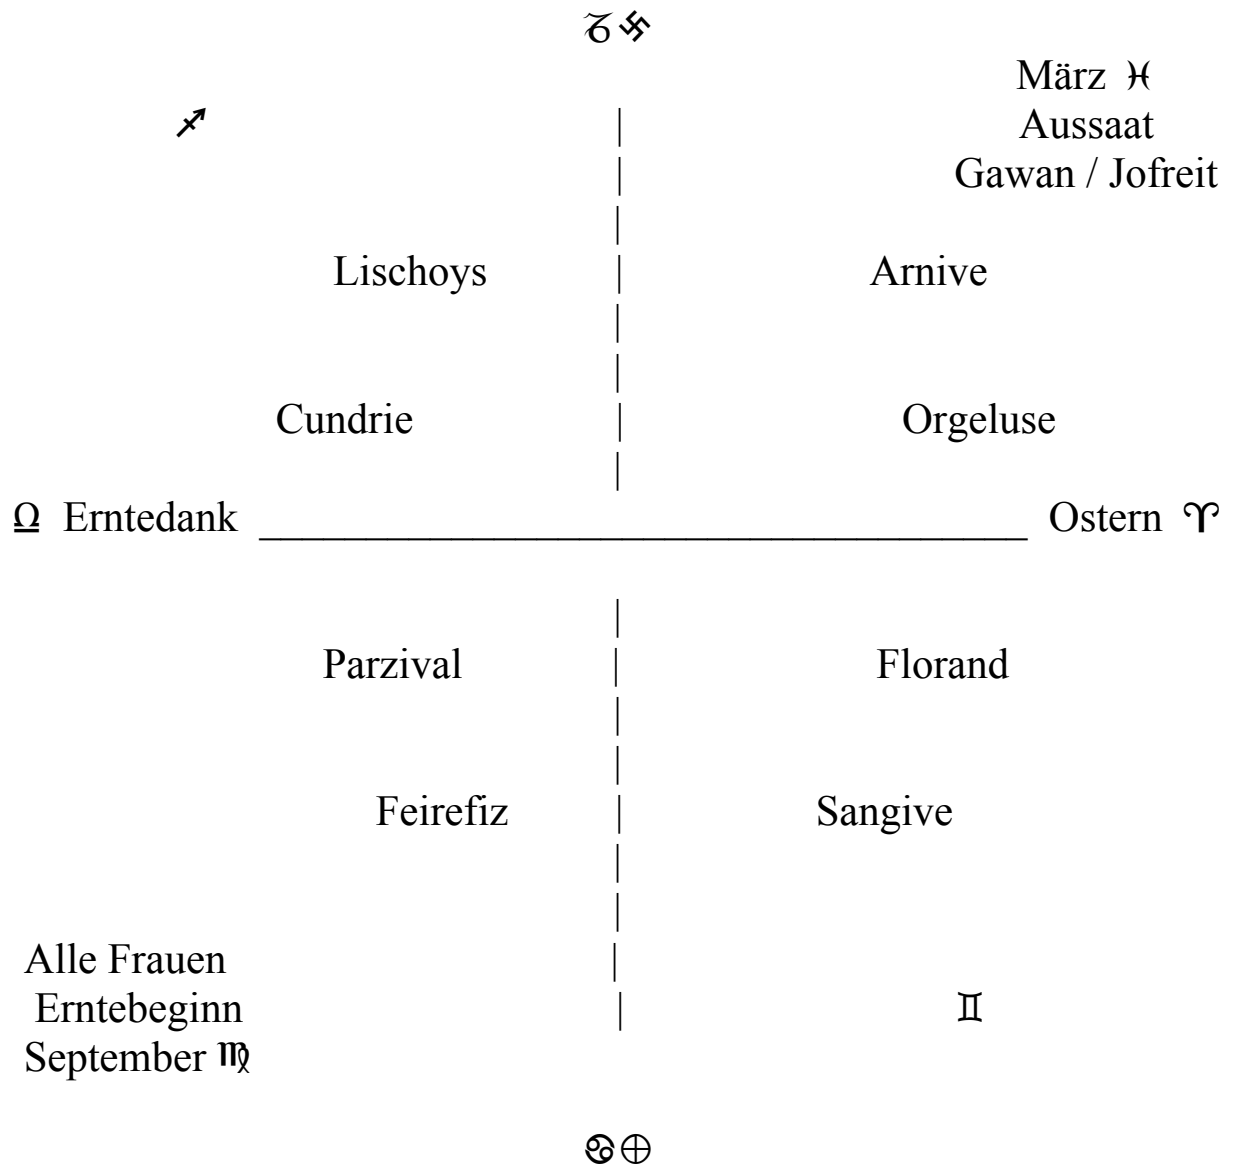 ♑卐
März ♓
♐
Aussaat
Gawan / Jofreit
Lischoys
Arnive
Cundrie
Orgeluse
♎ Erntedank
Ostern ♈
Parzival
Florand
Feirefiz
Sangive
Alle Frauen
Erntebeginn
♊
September ♍
♋⊕